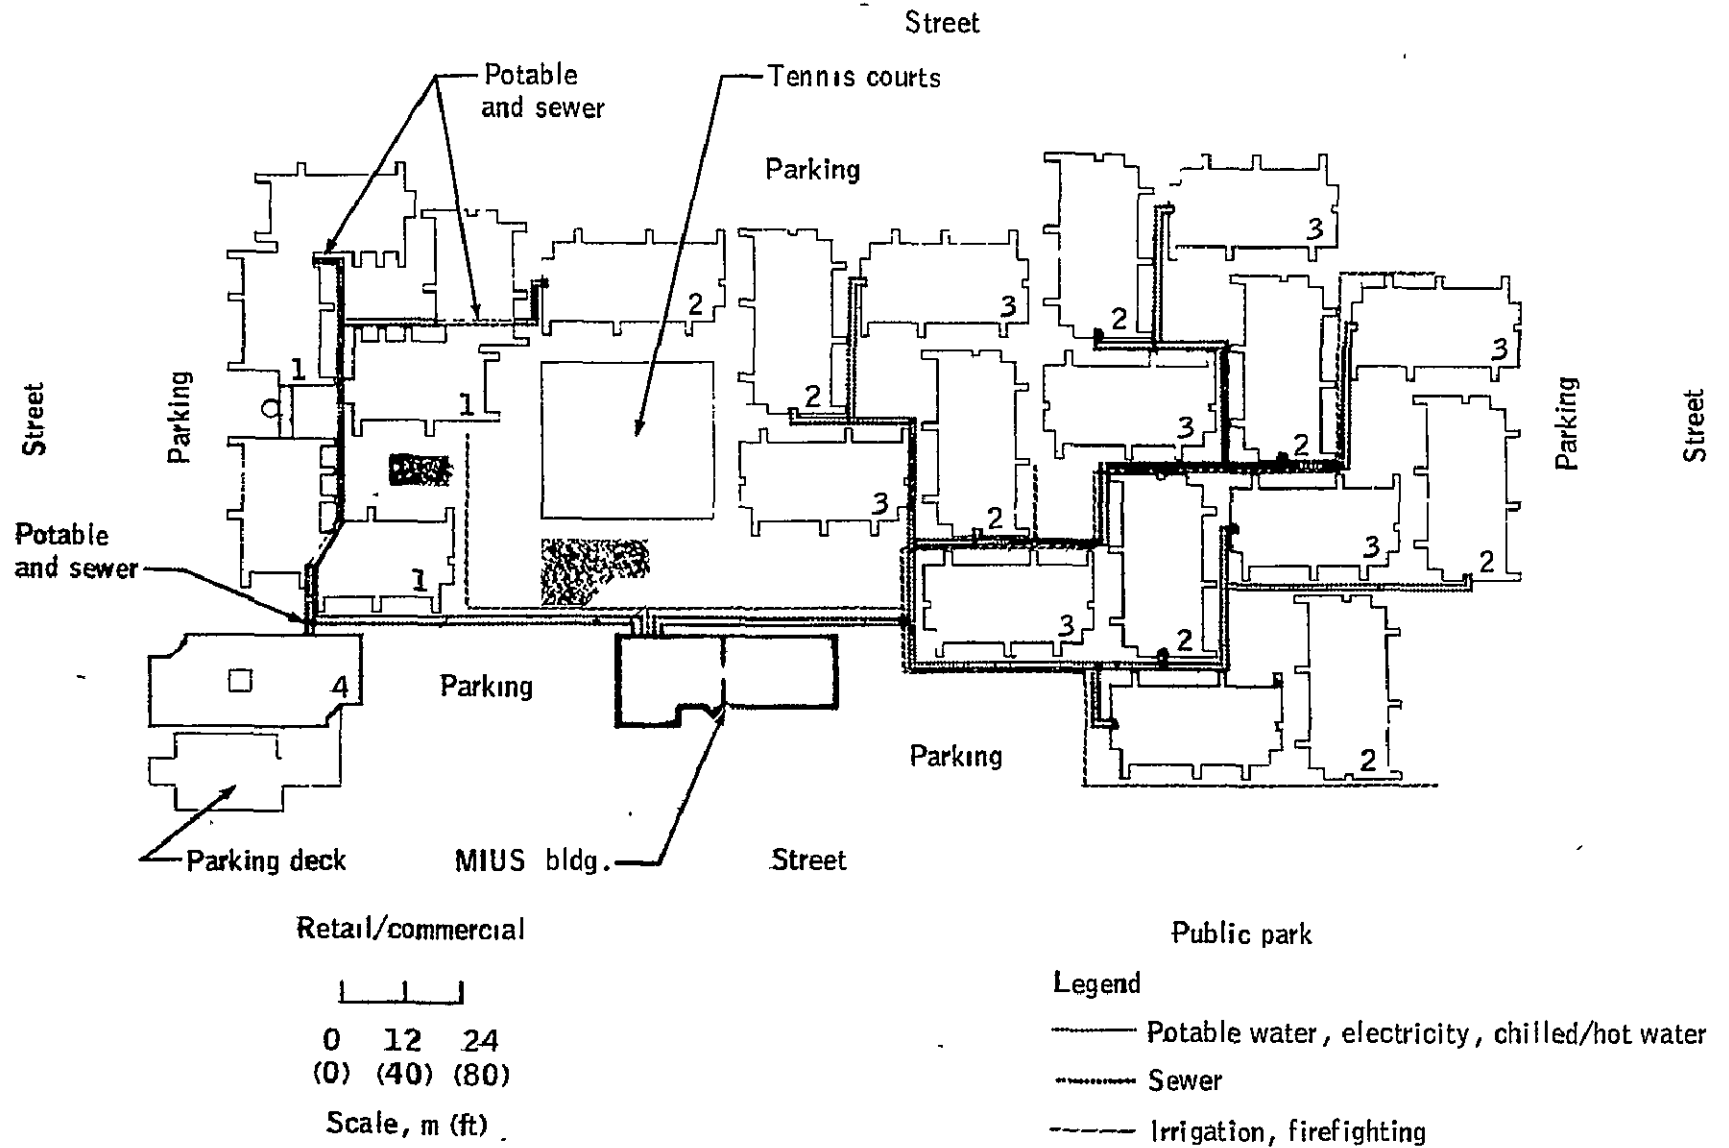 Street
Potable
and sewer
Tennis courts
Parking
3
2
3
2
3
1
2
2
3
1
3
2
Street
Parking
Parking
Street
3
2
3
2
Potable
and sewer
1
3
2
4
Parking
Parking
2
Parking deck
MIUS bldg.
Street
Retail/commercial
0 12 24
(0) (40) (80)
Scale, m (ft)
Public park
Legend
Potable water, electricity, chilled/hot water
Sewer
Irrigation, firefighting